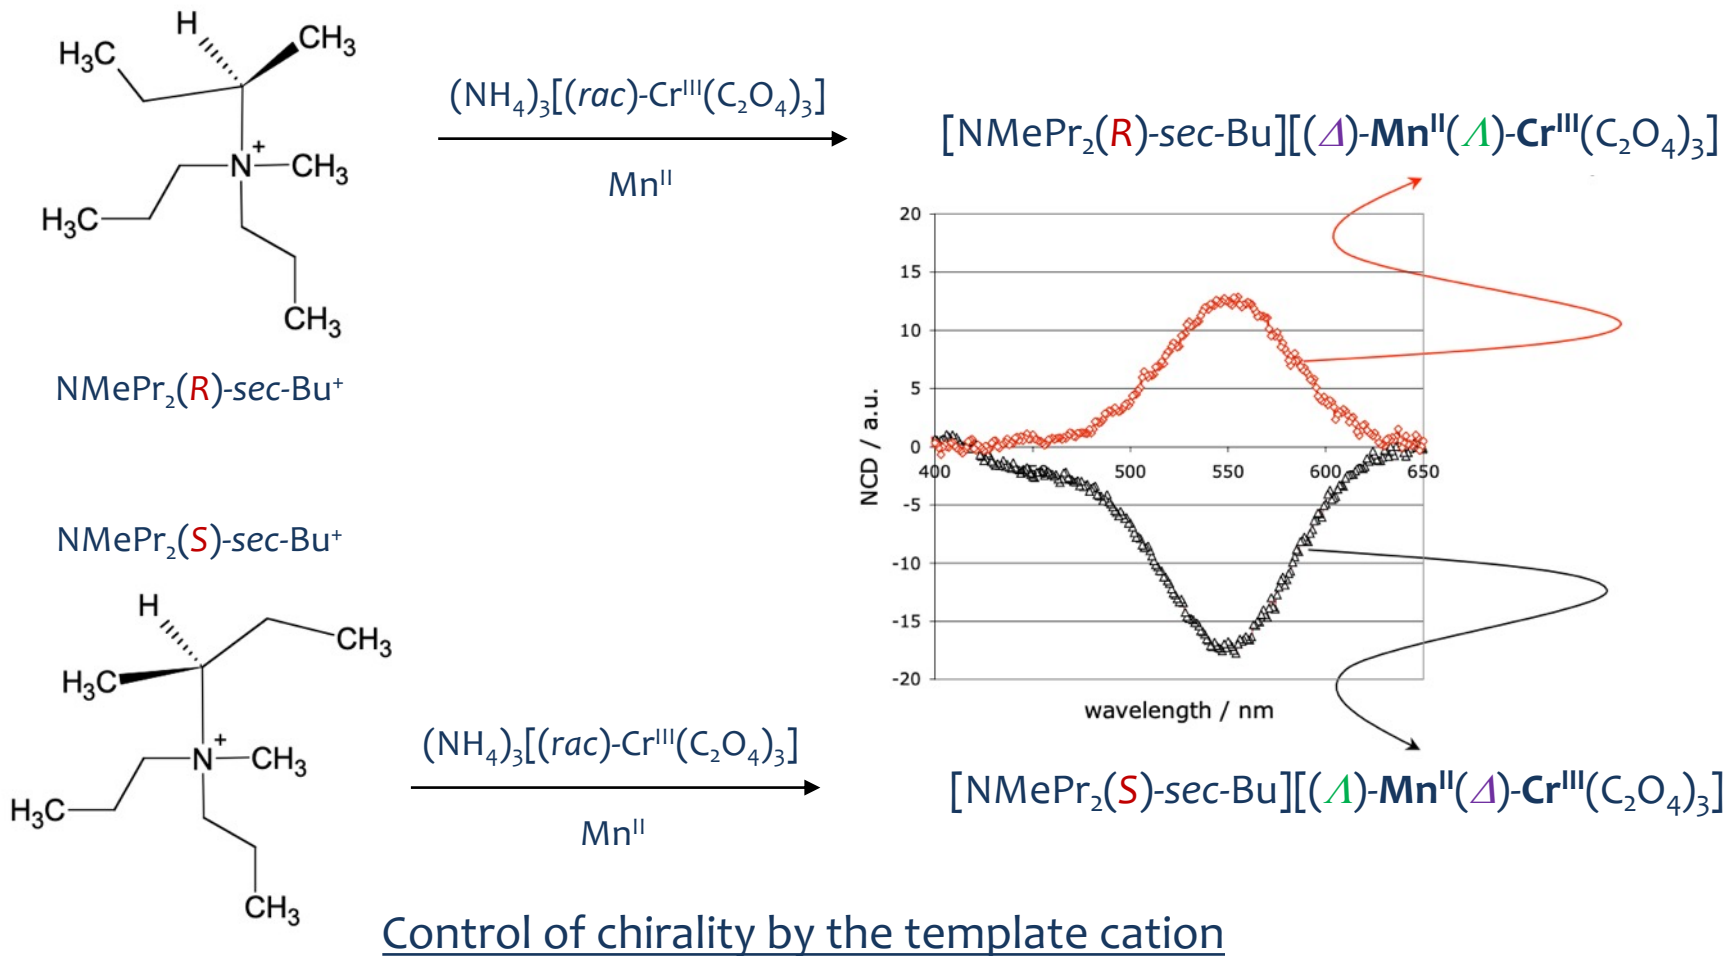 H
H₃C
CH₃
N⁺
CH₃
H₃C
CH₃
NMePr₂(R)-sec-Bu⁺
(NH₄)₃[(rac)-Crᴵᴵᴵ(C₂O₄)₃]
Mnᴵᴵ
[NMePr₂(R)-sec-Bu][(Δ)-Mnᴵᴵ(Λ)-Crᴵᴵᴵ(C₂O₄)₃]
20
15
10
5
0
-5
-10
-15
-20
NCD / a.u.
400
500
550
600
650
wavelength / nm
NMePr₂(S)-sec-Bu⁺
H
CH₃
H₃C
N⁺
CH₃
H₃C
CH₃
(NH₄)₃[(rac)-Crᴵᴵᴵ(C₂O₄)₃]
Mnᴵᴵ
[NMePr₂(S)-sec-Bu][(Λ)-Mnᴵᴵ(Δ)-Crᴵᴵᴵ(C₂O₄)₃]
Control of chirality by the template cation